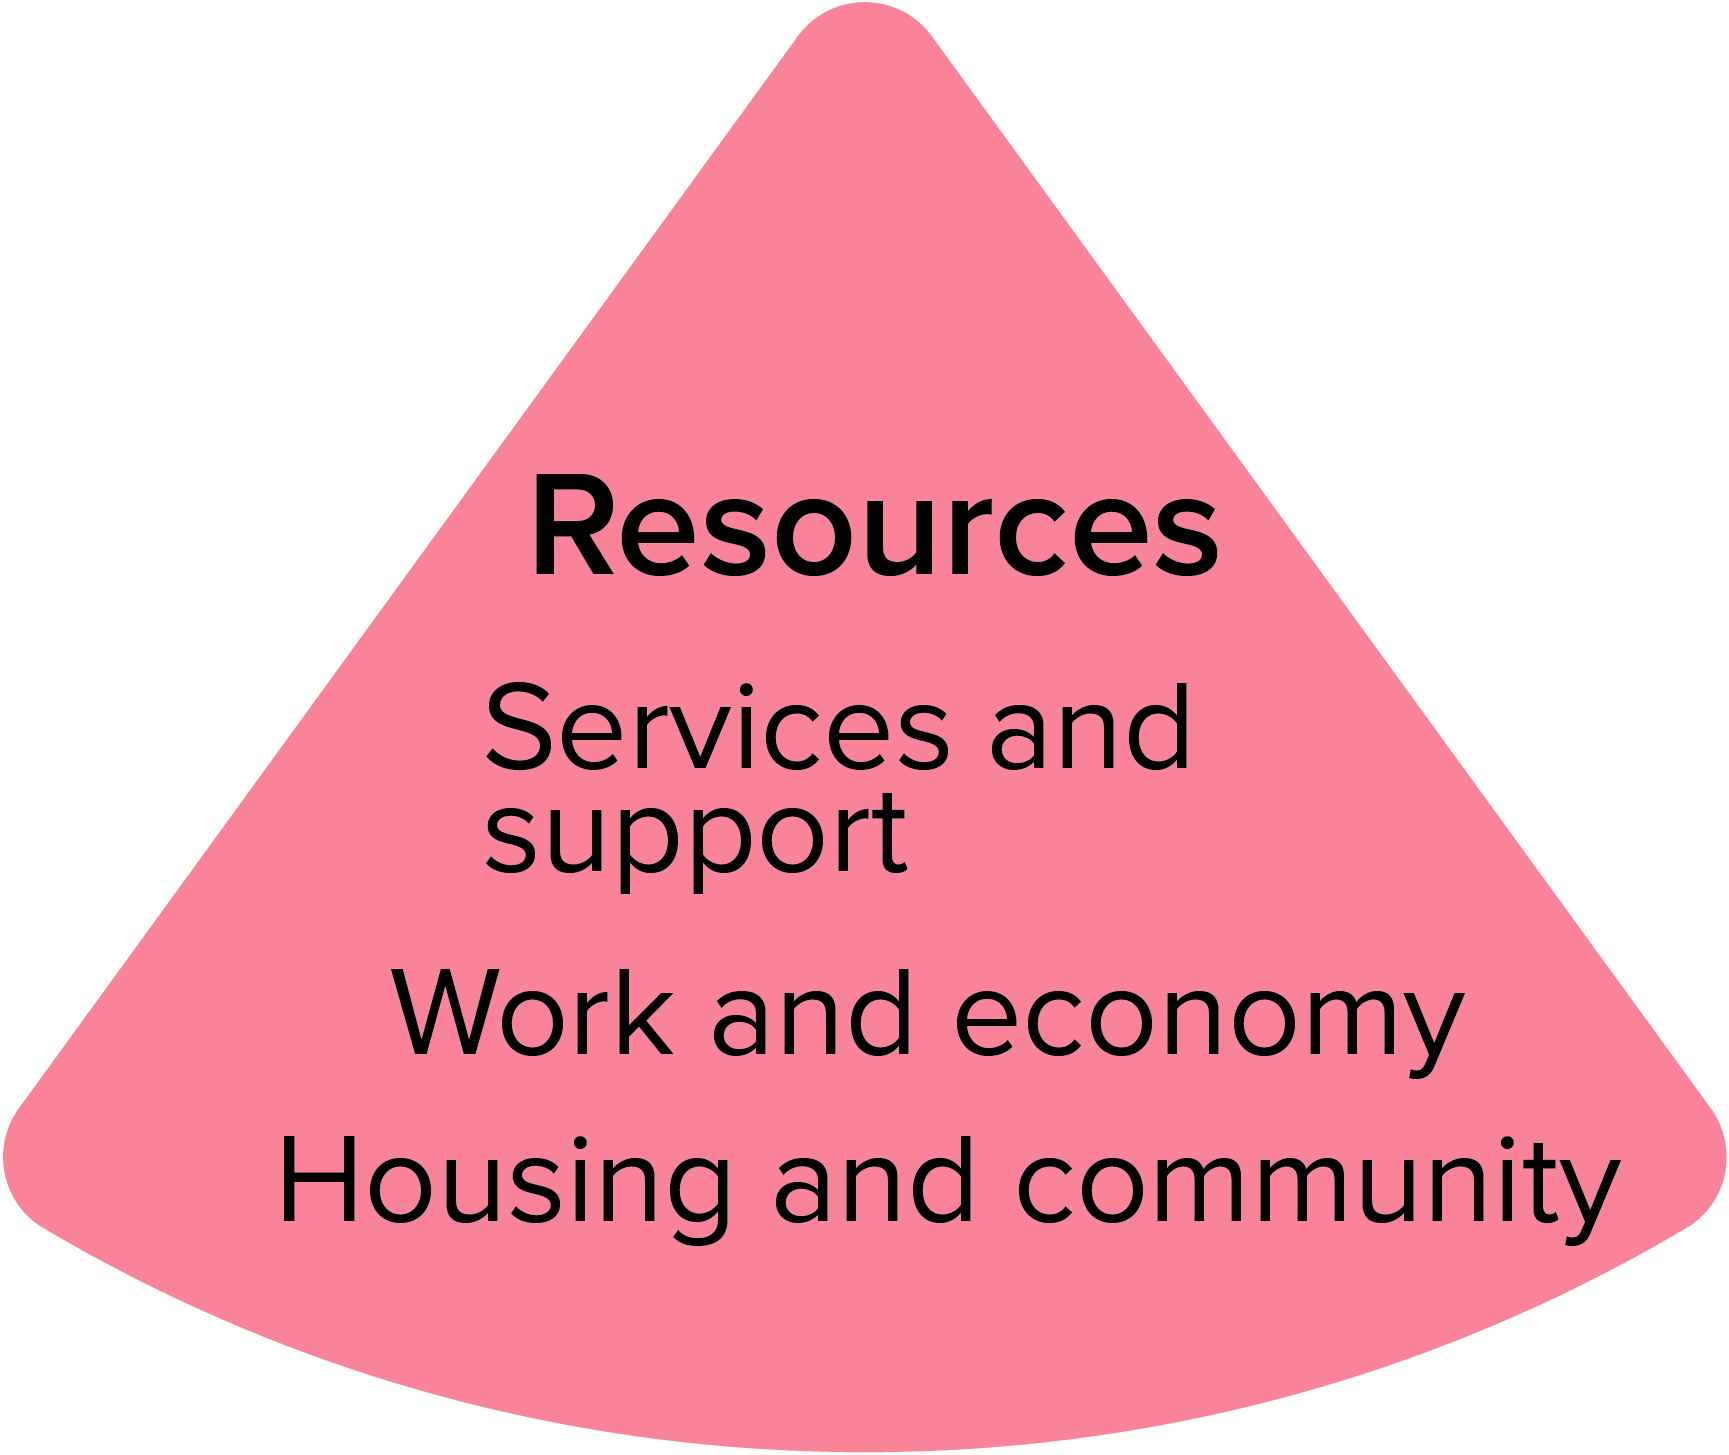 Resources
Services and
support
Work and economy
Housing and community